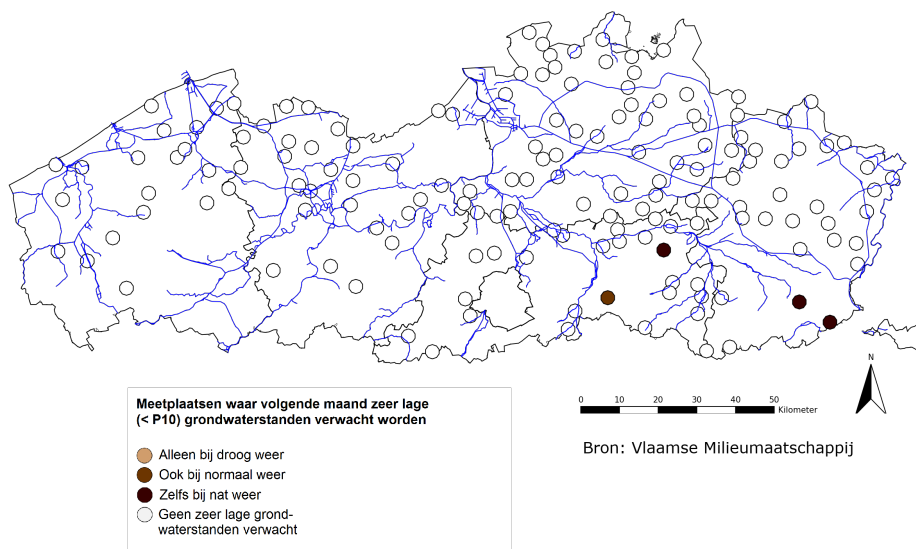 N
0 10 20 30 40 50
Kilometer
Bron: Vlaamse Milieumaatschappij
Meetplaatsen waar volgende maand zeer lage
(< P10) grondwaterstanden verwacht worden
Alleen bij droog weer
Ook bij normaal weer
Zelfs bij nat weer
Geen zeer lage grond-
waterstanden verwacht